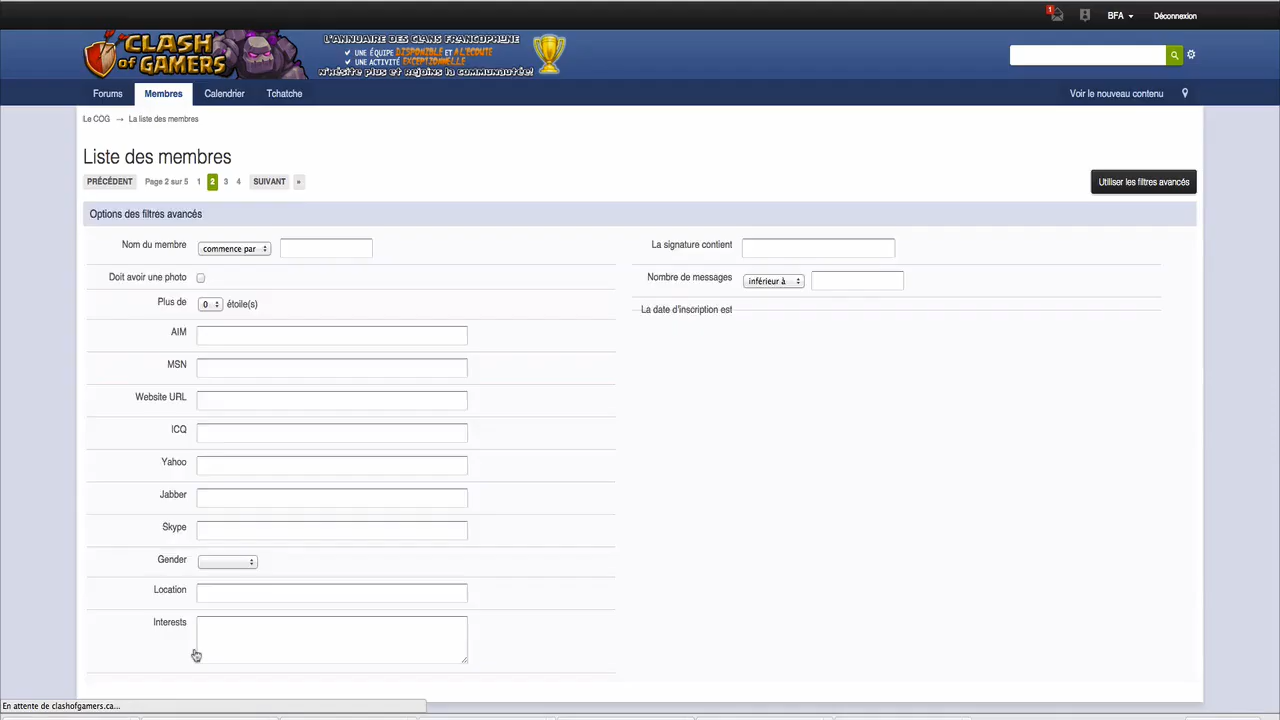 1
BFA
Déconnexion
CLASH
OF GAMERS
L'ANNUAIRE DES CLANS FRANCOPHONE
✓ UNE ÉQUIPE DISPONIBLE ET A L'ECOUTE
✓ UNE ACTIVITÉ EXCEPTIONNELLE
N'HÉSITE PLUS ET REJOINS LA COMMUNAUTÉ!
Forums
Membres
Calendrier
Tchatche
Voir le nouveau contenu
Le COG → La liste des membres
Liste des membres
PRÉCÉDENT Page 2 sur 5 1 2 3 4 SUIVANT »
Utiliser les filtres avancés
Options des filtres avancés
Nom du membre commence par
La signature contient
Doit avoir une photo
Nombre de messages inférieur à
Plus de 0 étoile(s)
La date d'inscription est
AIM
MSN
Website URL
ICQ
Yahoo
Jabber
Skype
Gender
Location
Interests
En attente de clashofgamers.ca...